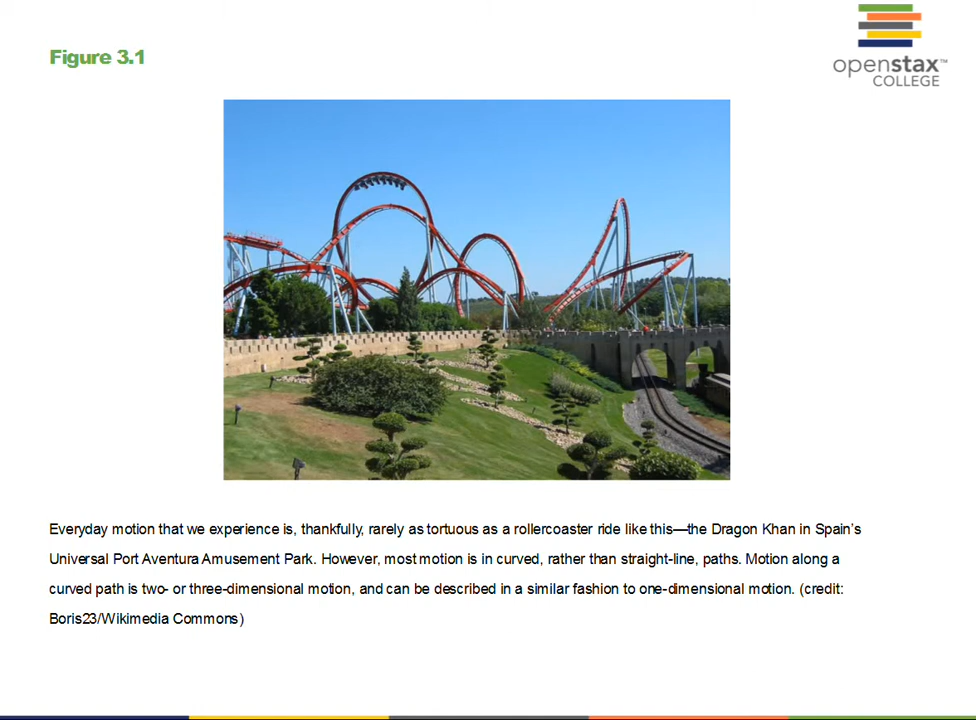 Figure 3.1
openstax™
COLLEGE
Everyday motion that we experience is, thankfully, rarely as tortuous as a rollercoaster ride like this—the Dragon Khan in Spain's
Universal Port Aventura Amusement Park. However, most motion is in curved, rather than straight-line, paths. Motion along a
curved path is two- or three-dimensional motion, and can be described in a similar fashion to one-dimensional motion. (credit:
Boris23/Wikimedia Commons)